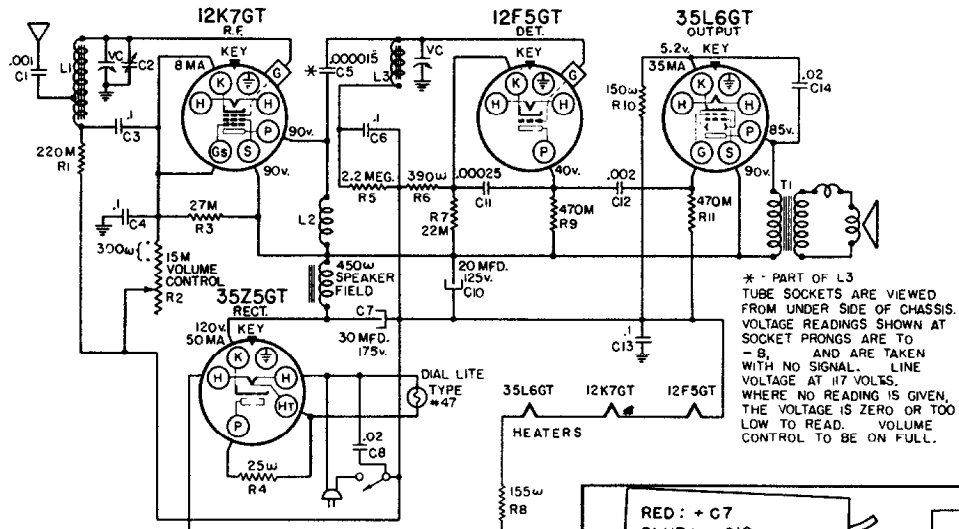 12K7GT
R.F.
12F5GT
DET.
35L6GT
OUTPUT
.001
C1
L1
VC
C2
8 MA
KEY
K
H
H
P
Gs
S
G
90v.
90v.
.000015
* C5
L3
VC
KEY
G
K
H
H
P
40v.
5.2v. KEY
35MA
150ω
R10
K
H
H
P
G
S
85v.
90v.
.02
C14
.1
C3
220M
R1
.1
C6
2.2 MEG.
R5
390ω
R6
.00025
C11
.002
C12
R7
22M
470M
R9
470M
R11
T1
.1
C4
27M
R3
L2
300ω
15M
VOLUME
CONTROL
R2
450ω
SPEAKER
FIELD
20 MFD.
125v.
C10
35Z5GT
RECT.
120v. KEY
50MA
K
H
H
HT
P
C7
30 MFD.
175v.
.1
C13
DIAL LITE
TYPE
#47
.02
C8
25ω
R4
35L6GT
12K7GT
12F5GT
HEATERS
155ω
R8
* - PART OF L3
TUBE SOCKETS ARE VIEWED
FROM UNDER SIDE OF CHASSIS.
VOLTAGE READINGS SHOWN AT
SOCKET PRONGS ARE TO
- B, AND ARE TAKEN
WITH NO SIGNAL. LINE
VOLTAGE AT 117 VOLTS.
WHERE NO READING IS GIVEN,
THE VOLTAGE IS ZERO OR TOO
LOW TO READ. VOLUME
CONTROL TO BE ON FULL.
RED: + C7